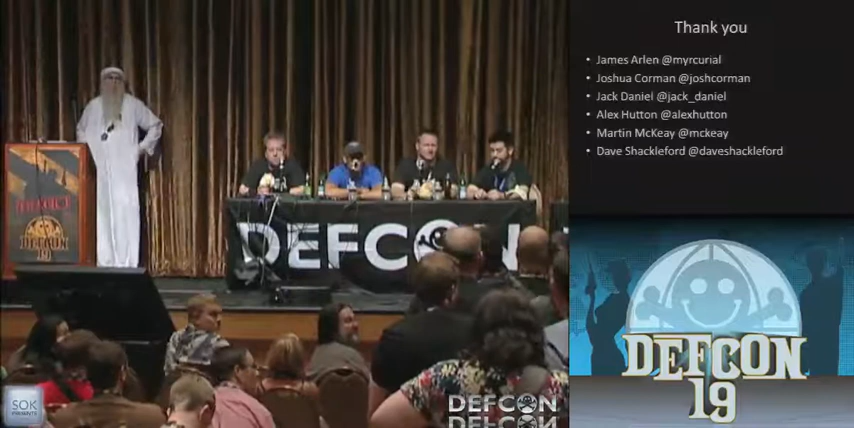 Thank you
• James Arlen @myrcurial
• Joshua Corman @joshcorman
• Jack Daniel @jack_daniel
• Alex Hutton @alexhutton
• Martin McKeay @mckeay
• Dave Shackleford @daveshackleford
DEFCON
19
DEFCON
DEFCON
19
SOK
DEFCON